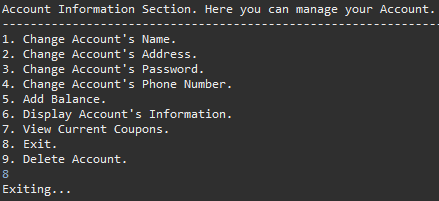 Account Information Section. Here you can manage your Account.
--------------------------------------------------------------
1. Change Account's Name.
2. Change Account's Address.
3. Change Account's Password.
4. Change Account's Phone Number.
5. Add Balance.
6. Display Account's Information.
7. View Current Coupons.
8. Exit.
9. Delete Account.
8
Exiting...